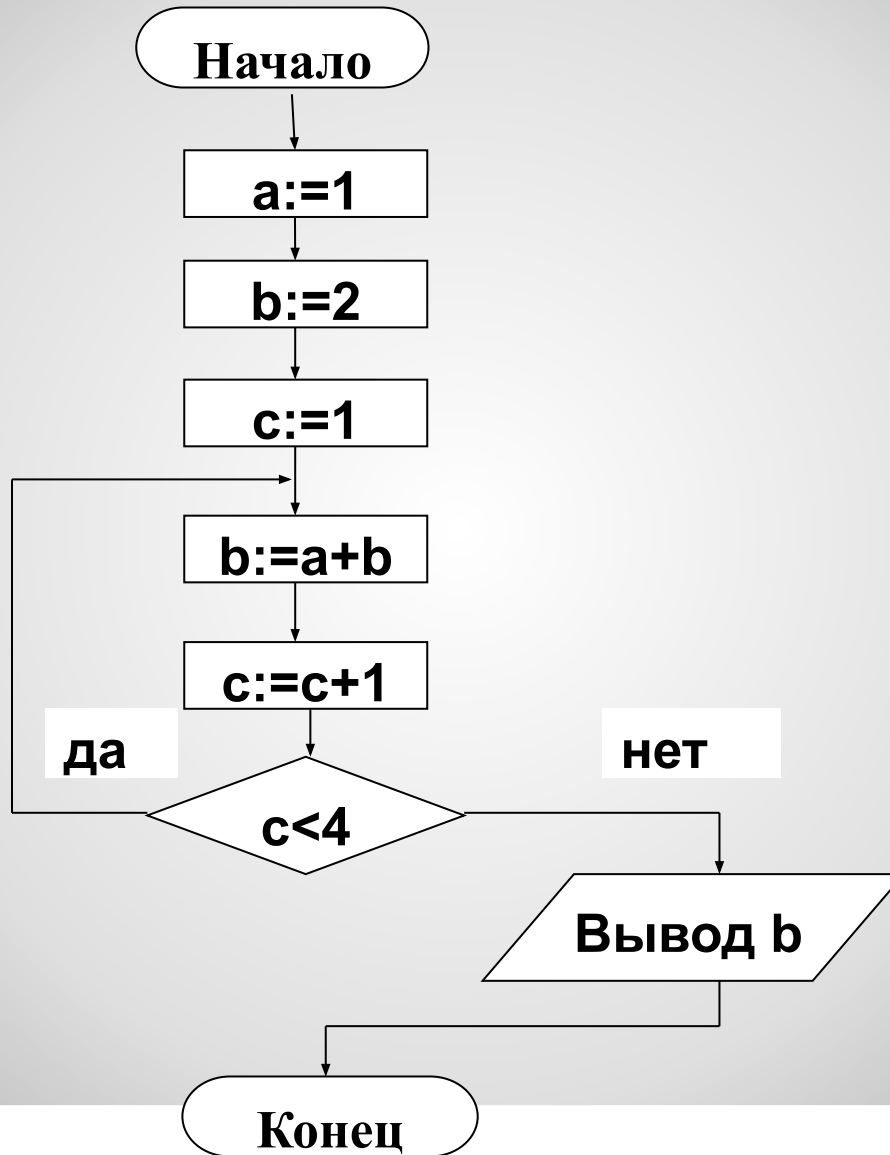 Начало
a:=1
b:=2
c:=1
b:=a+b
c:=c+1
да
нет
c<4
Вывод b
Конец